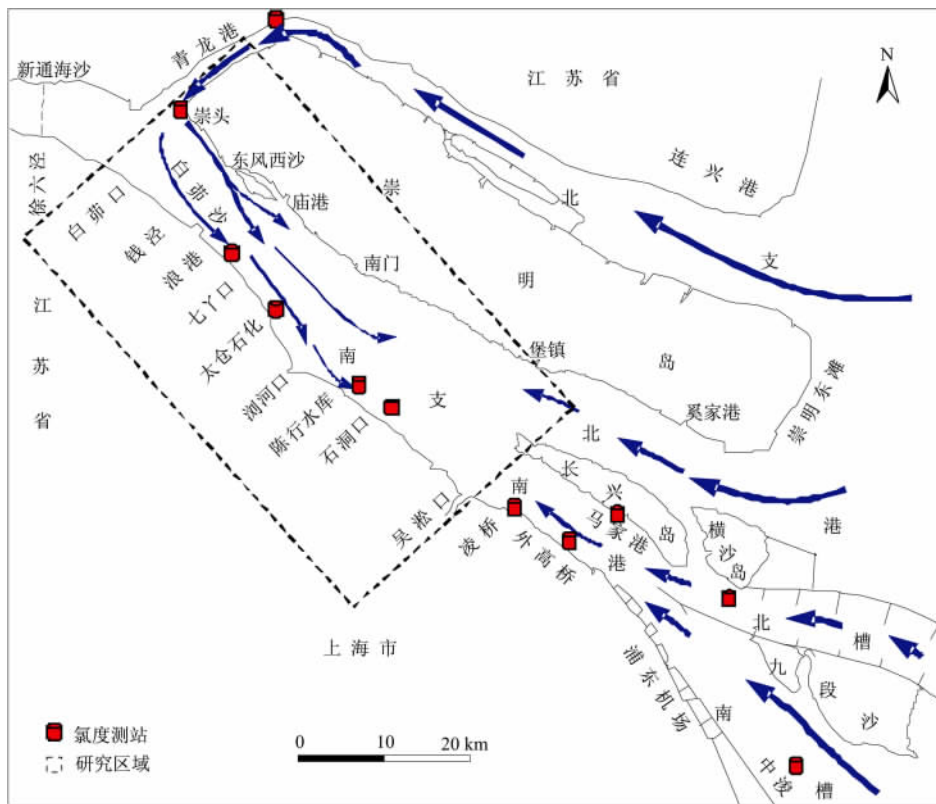 青龙港
新通海沙
江苏省
N
崇头
连兴港
徐六泾
白茆口
白茆沙
东风西沙
庙港
崇明岛
北支
钱泾
浪港
南门
七丫口
江苏省
太仓石化
堡镇
浏河口
南支
奚家港
崇明东滩
陈行水库
石洞口
北港
长兴岛
吴淞口
南港
马家港
横沙岛
凌桥
外高桥
北槽
上海市
浦东机场
九段沙
南槽
中浚
氯度测站
研究区域
0 10 20 km